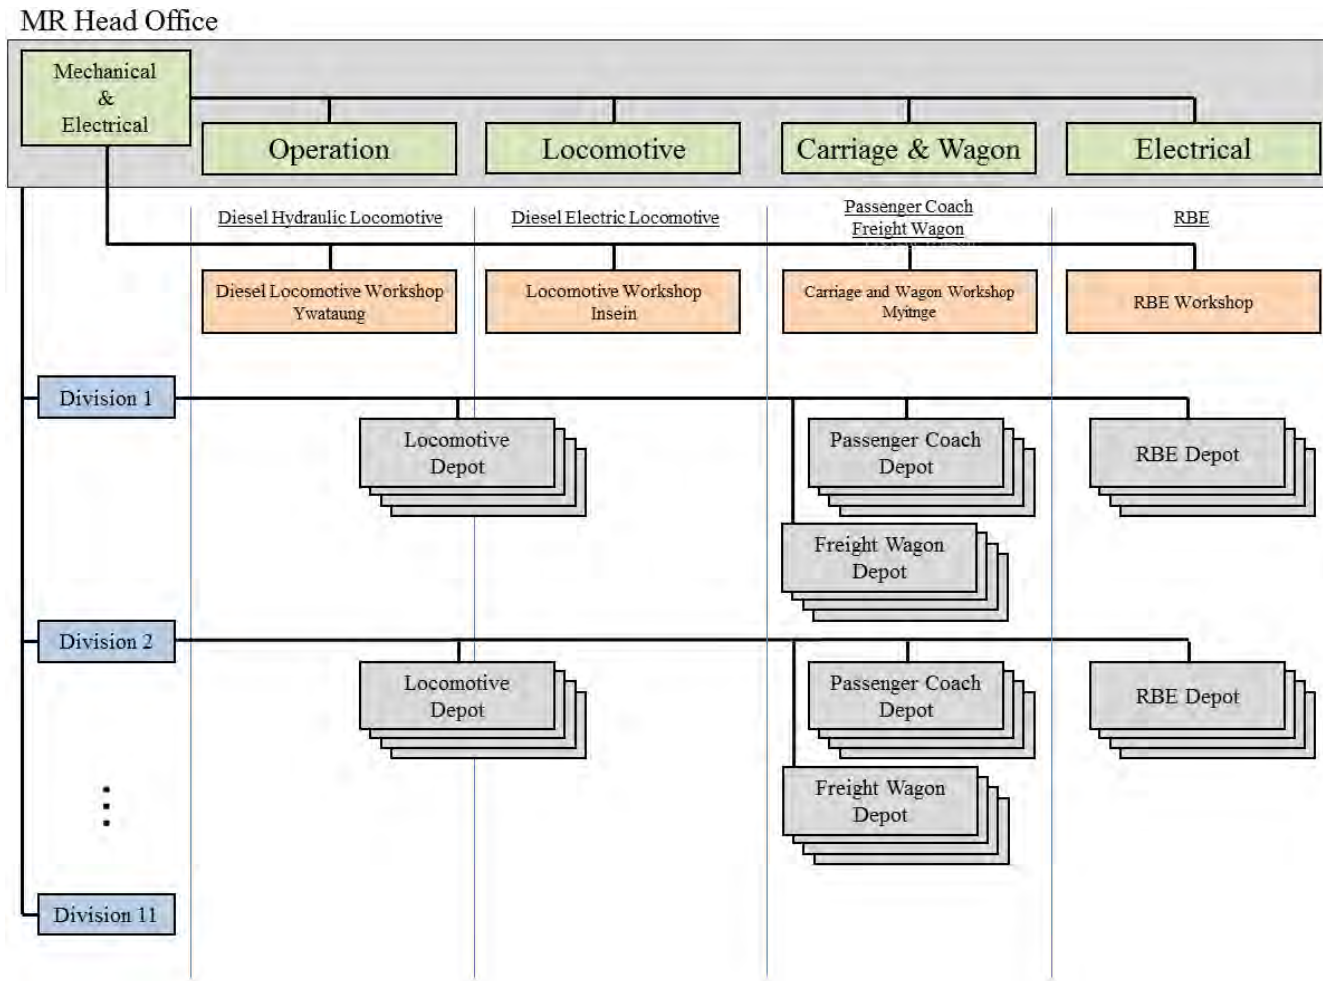 MR Head Office
Mechanical
&
Electrical
Operation
Locomotive
Carriage & Wagon
Electrical
Diesel Hydraulic Locomotive
Diesel Electric Locomotive
Passenger Coach
Freight Wagon
RBE
Diesel Locomotive Workshop
Ywataung
Locomotive Workshop
Insein
Carriage and Wagon Workshop
Myitnge
RBE Workshop
Division 1
Locomotive
Depot
Passenger Coach
Depot
RBE Depot
Freight Wagon
Depot
Division 2
Locomotive
Depot
Passenger Coach
Depot
RBE Depot
Freight Wagon
Depot
Division 11